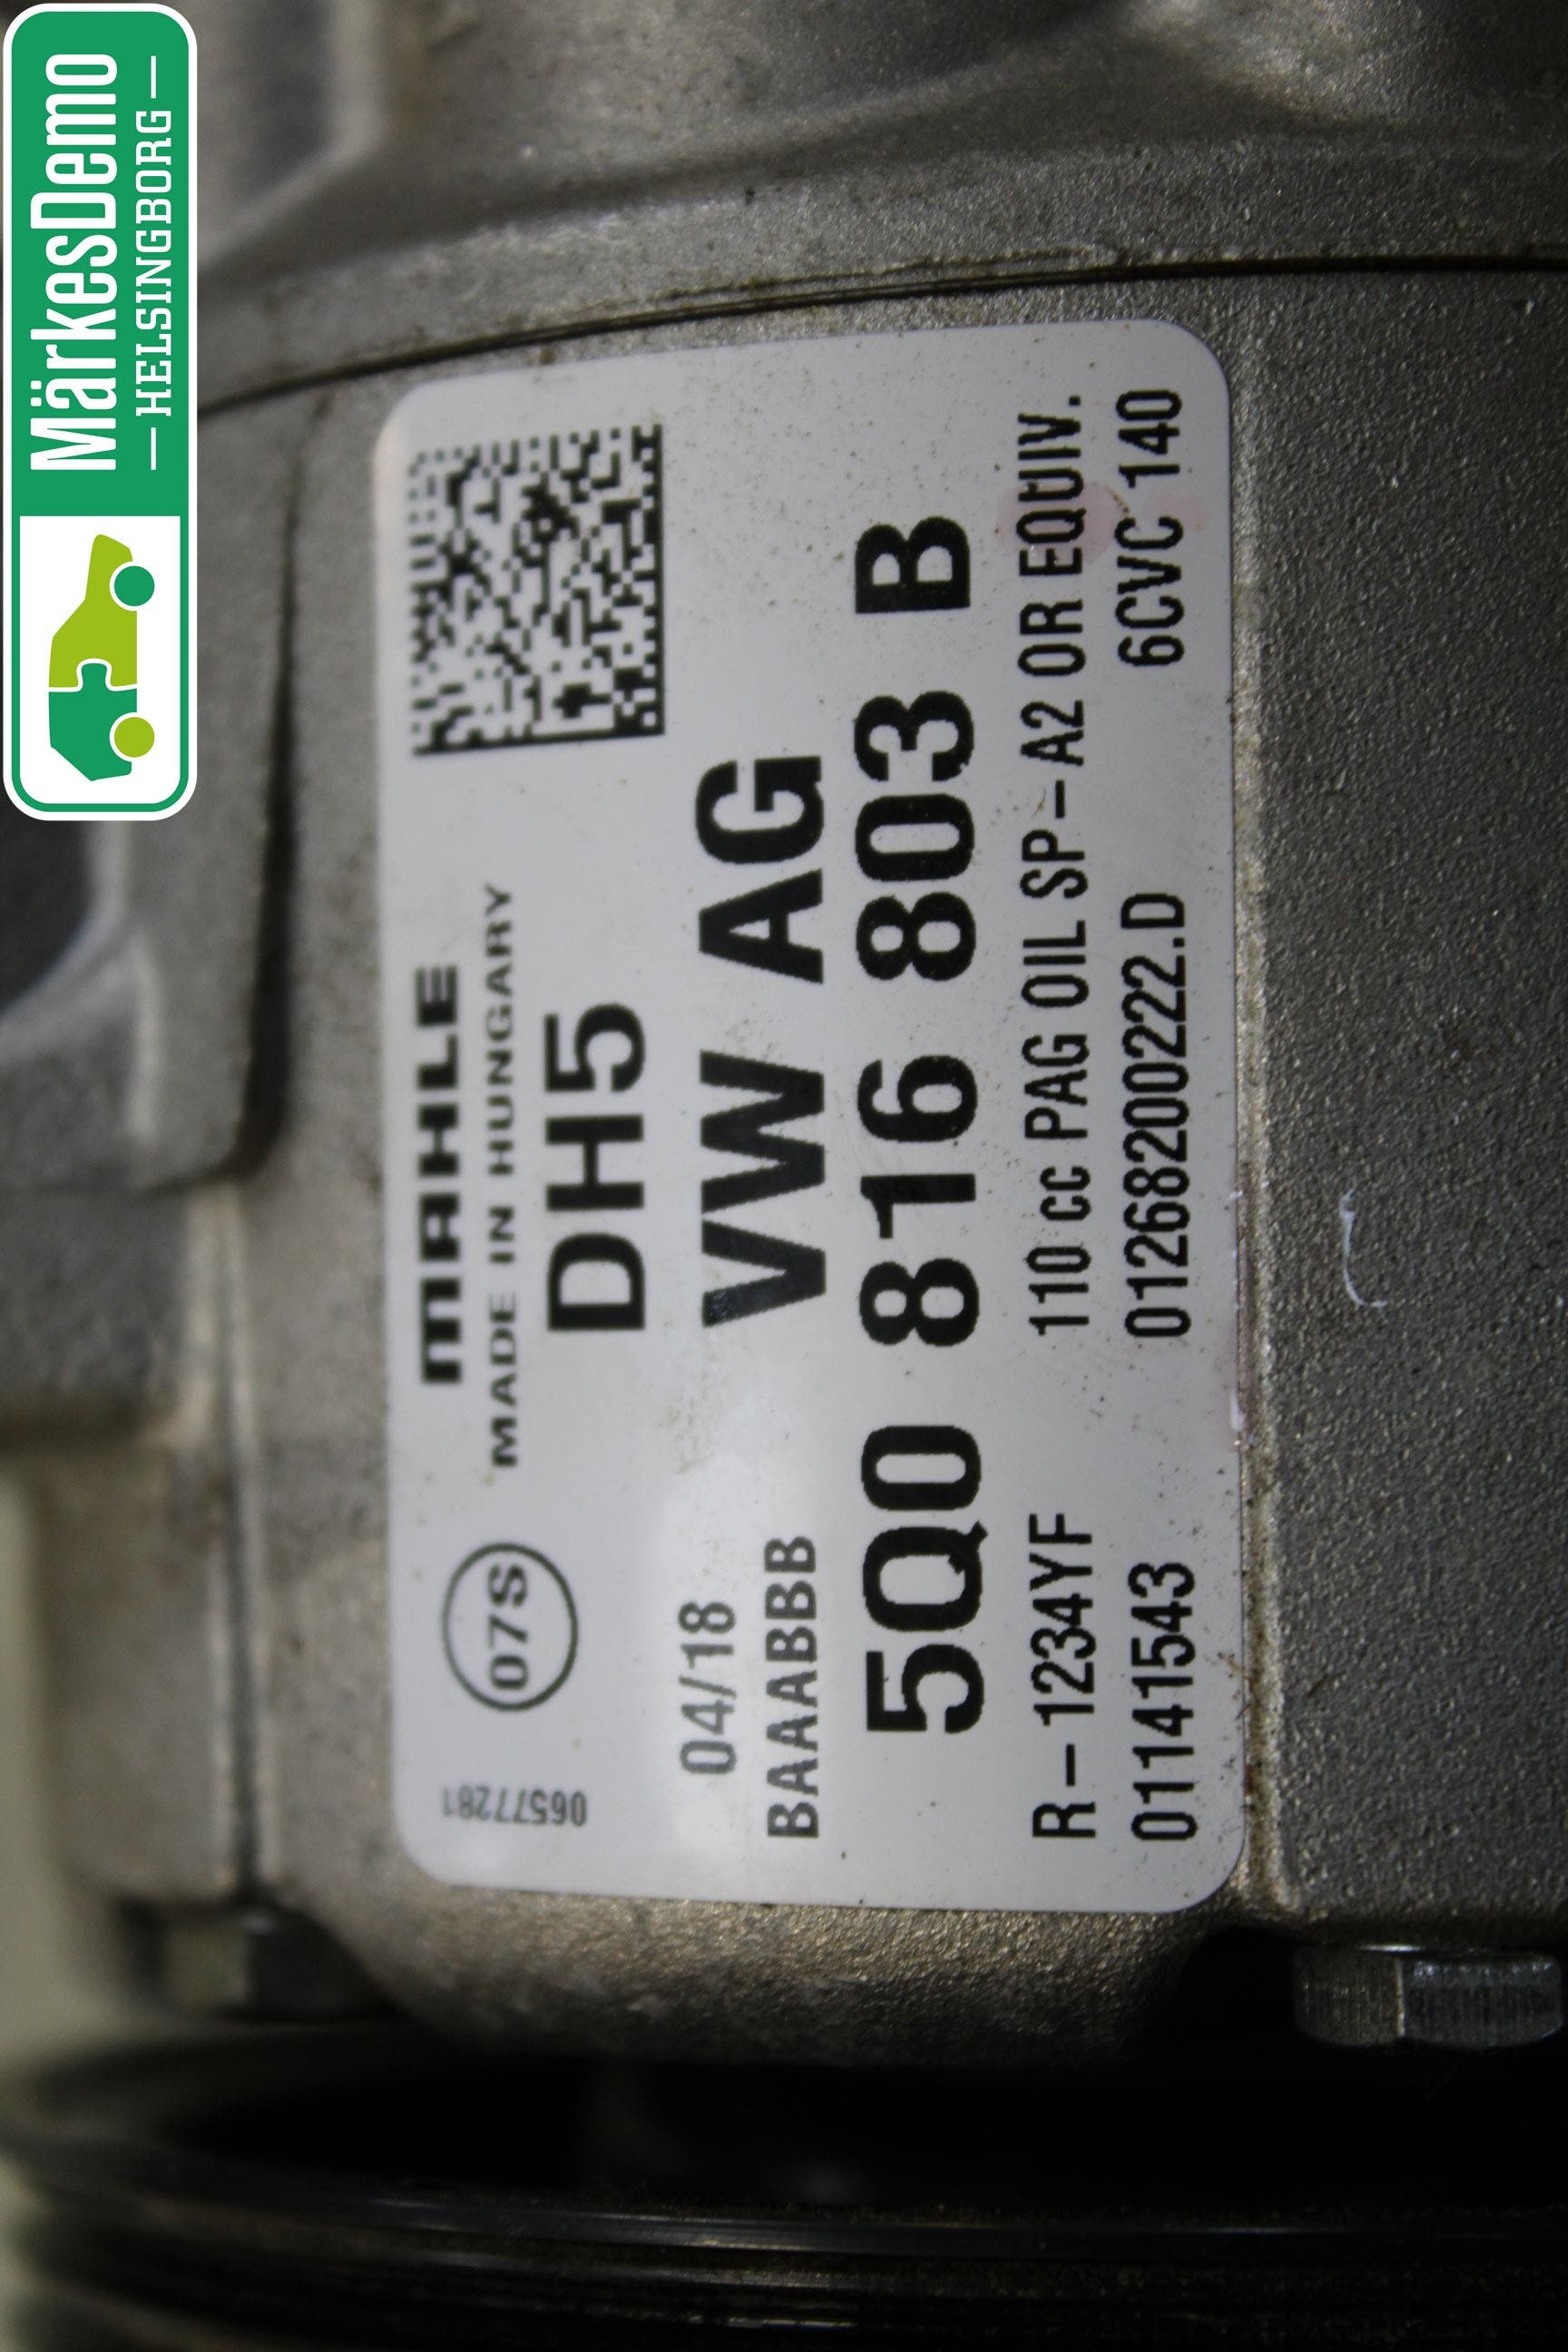 MärkesDemo
HELSINGBORG
06577281
07S
MAHLE
MADE IN HUNGARY
DH5
04/18
VW AG
BAAABBB
5Q0 816 803 B
R-1234YF 110 cc PAG OIL SP-A2 OR EQUIV.
01141543 01268200222.D 6CVC 140